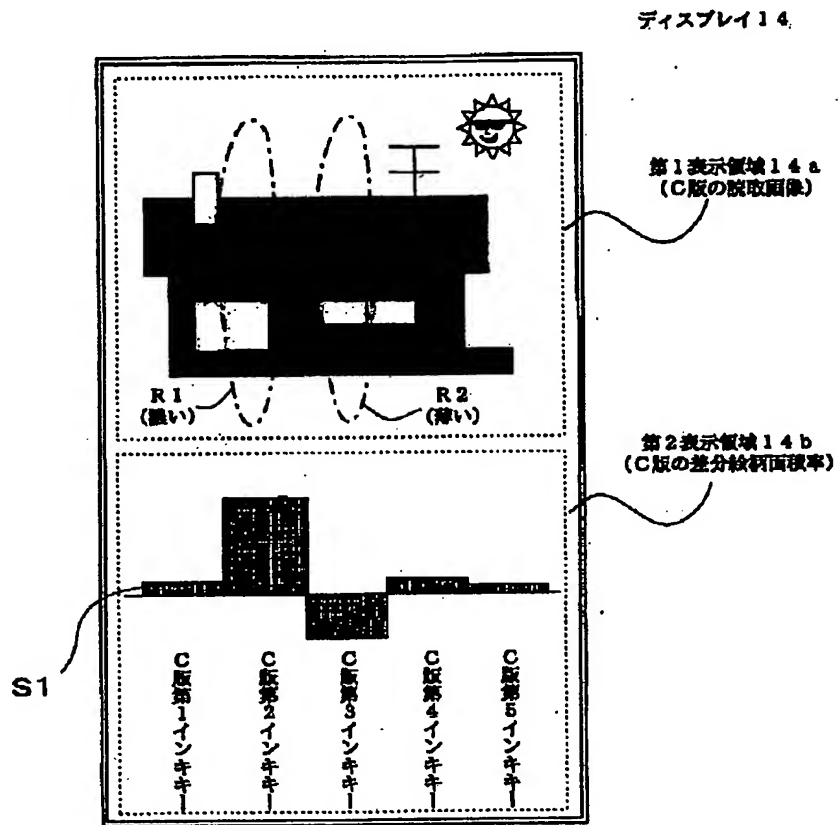 ディスプレイ14
第1表示領域14a
(C版の読取画像)
R1
(濃い)
R2
(薄い)
第2表示領域14b
(C版の差分絵柄面積率)
S1
C版第1インキキー
C版第2インキキー
C版第3インキキー
C版第4インキキー
C版第5インキキー